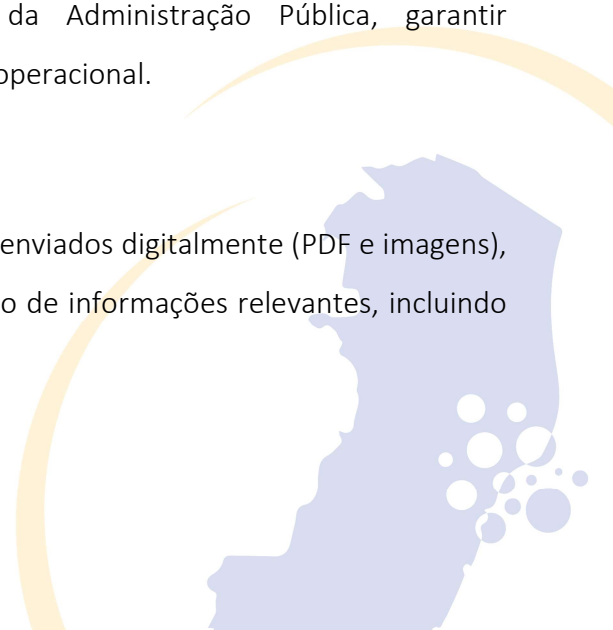 da Administração Pública, garantir
operacional.
enviados digitalmente (PDF e imagens),
o de informações relevantes, incluindo